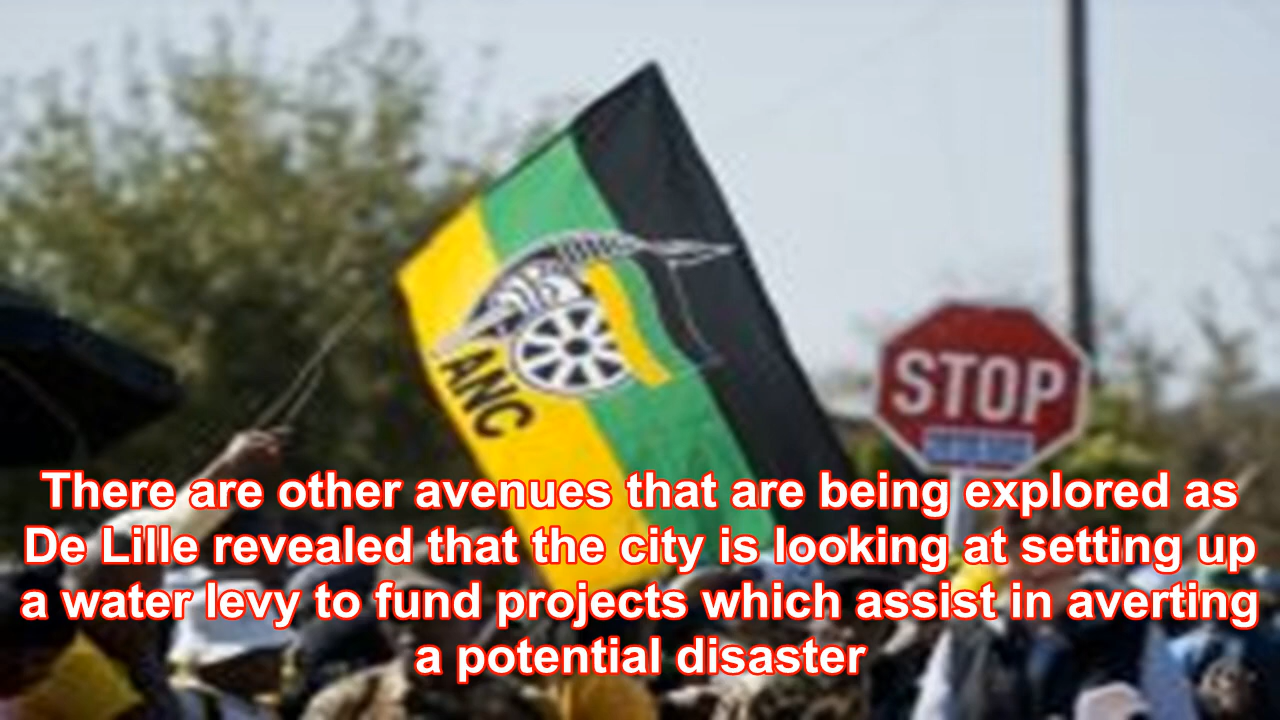 ANC
STOP
There are other avenues that are being explored as
De Lille revealed that the city is looking at setting up
a water levy to fund projects which assist in averting
a potential disaster